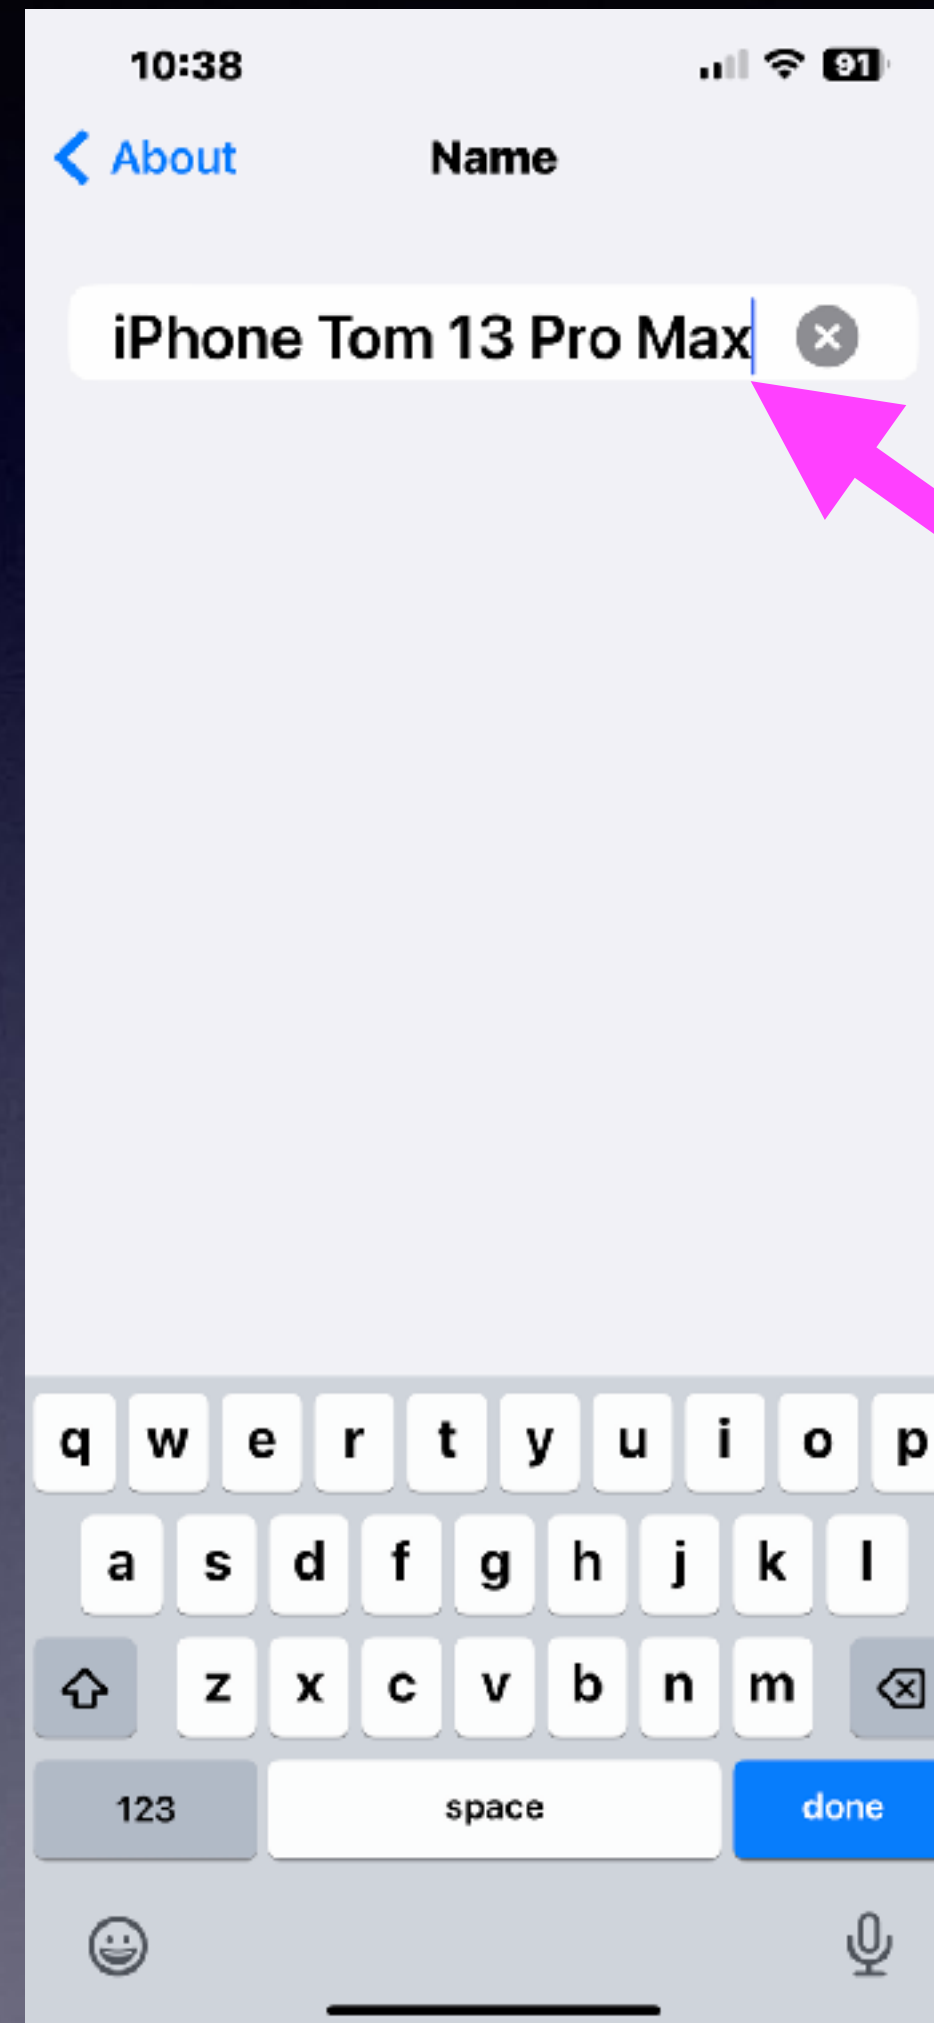 10:38 91
About Name
iPhone Tom 13 Pro Max
q w e r t y u i o p
a s d f g h j k l
z x c v b n m
123 space done